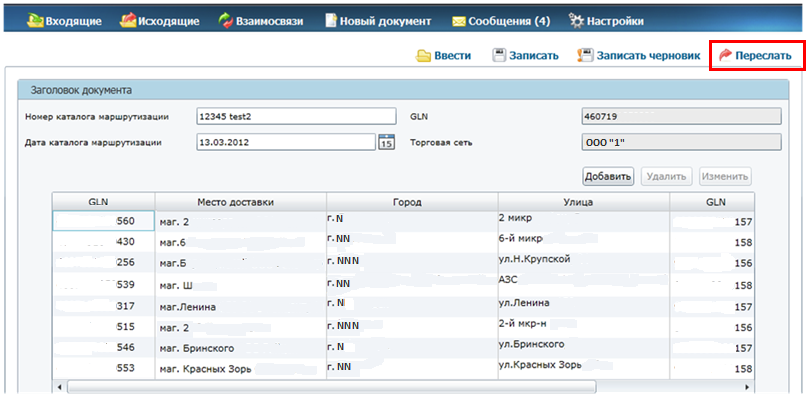 Входящие Исходящие Взаимосвязи Новый документ Сообщения (4) Настройки
Ввести Записать Записать черновик Переслать
Заголовок документа
Номер каталога маршрутизации 12345 test2 GLN 460719
Дата каталога маршрутизации 13.03.2012 15 Торговая сеть ООО "1"
Добавить Удалить Изменить
GLN Место доставки Город Улица GLN
560 маг. 2 г. N 2 микр 157
430 маг.6 г. NN 6-й микр 158
256 маг.Б г. NNN ул.Н.Крупской 156
539 маг. Ш г. NN АЗС 158
317 маг.Ленина г. N ул.Ленина 157
515 маг. 2 г. NNN 2-й мкр-н 156
546 маг. Бринского г. N ул.Бринского 157
553 маг. Красных Зорь г. NN ул.Красных Зорь 158